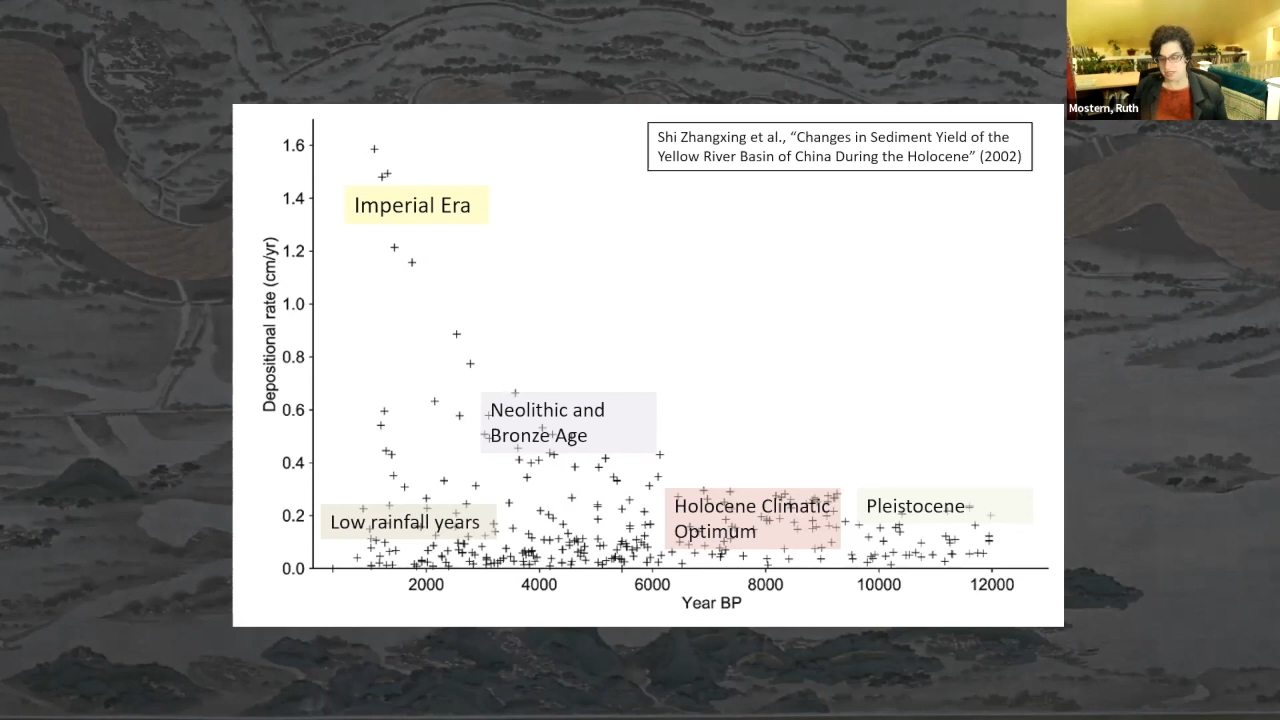 Mostern, Ruth
Shi Zhangxing et al., “Changes in Sediment Yield of the
Yellow River Basin of China During the Holocene” (2002)
1.6
1.4
1.2
1.0
0.8
0.6
0.4
0.2
0.0
Depositional rate (cm/yr)
Imperial Era
Neolithic and
Bronze Age
Low rainfall years
Holocene Climatic
Optimum
Pleistocene
2000
4000
6000
8000
10000
12000
Year BP